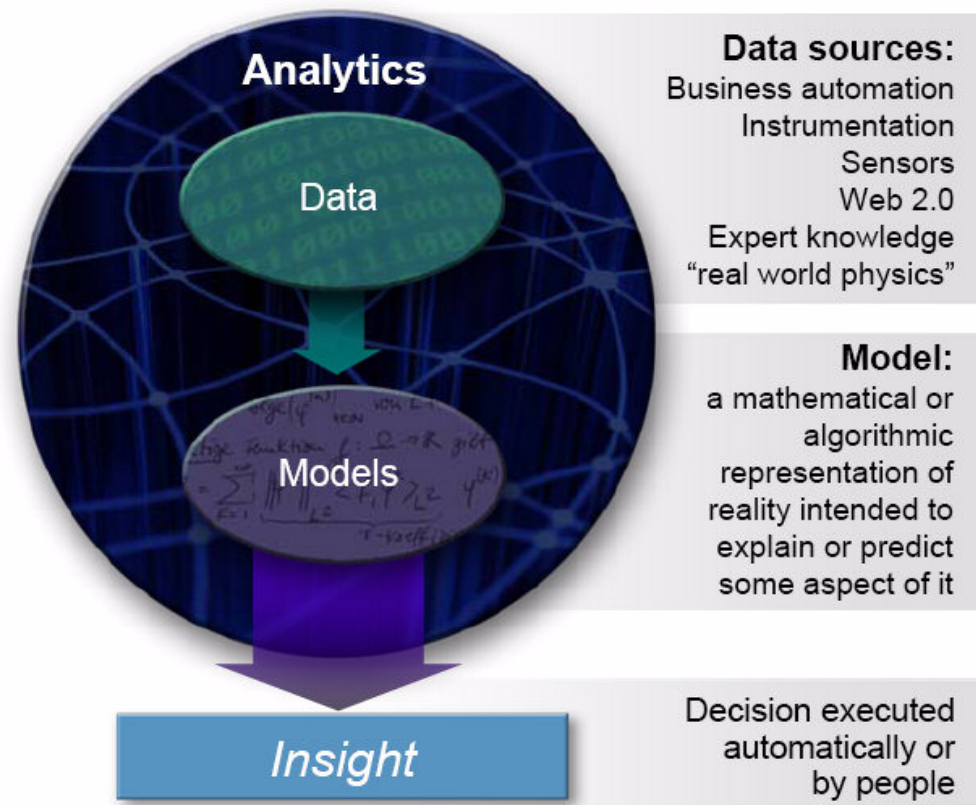 Analytics
Data
Models
Insight
Data sources:
Business automation
Instrumentation
Sensors
Web 2.0
Expert knowledge
“real world physics”
Model:
a mathematical or
algorithmic
representation of
reality intended to
explain or predict
some aspect of it
Decision executed
automatically or
by people